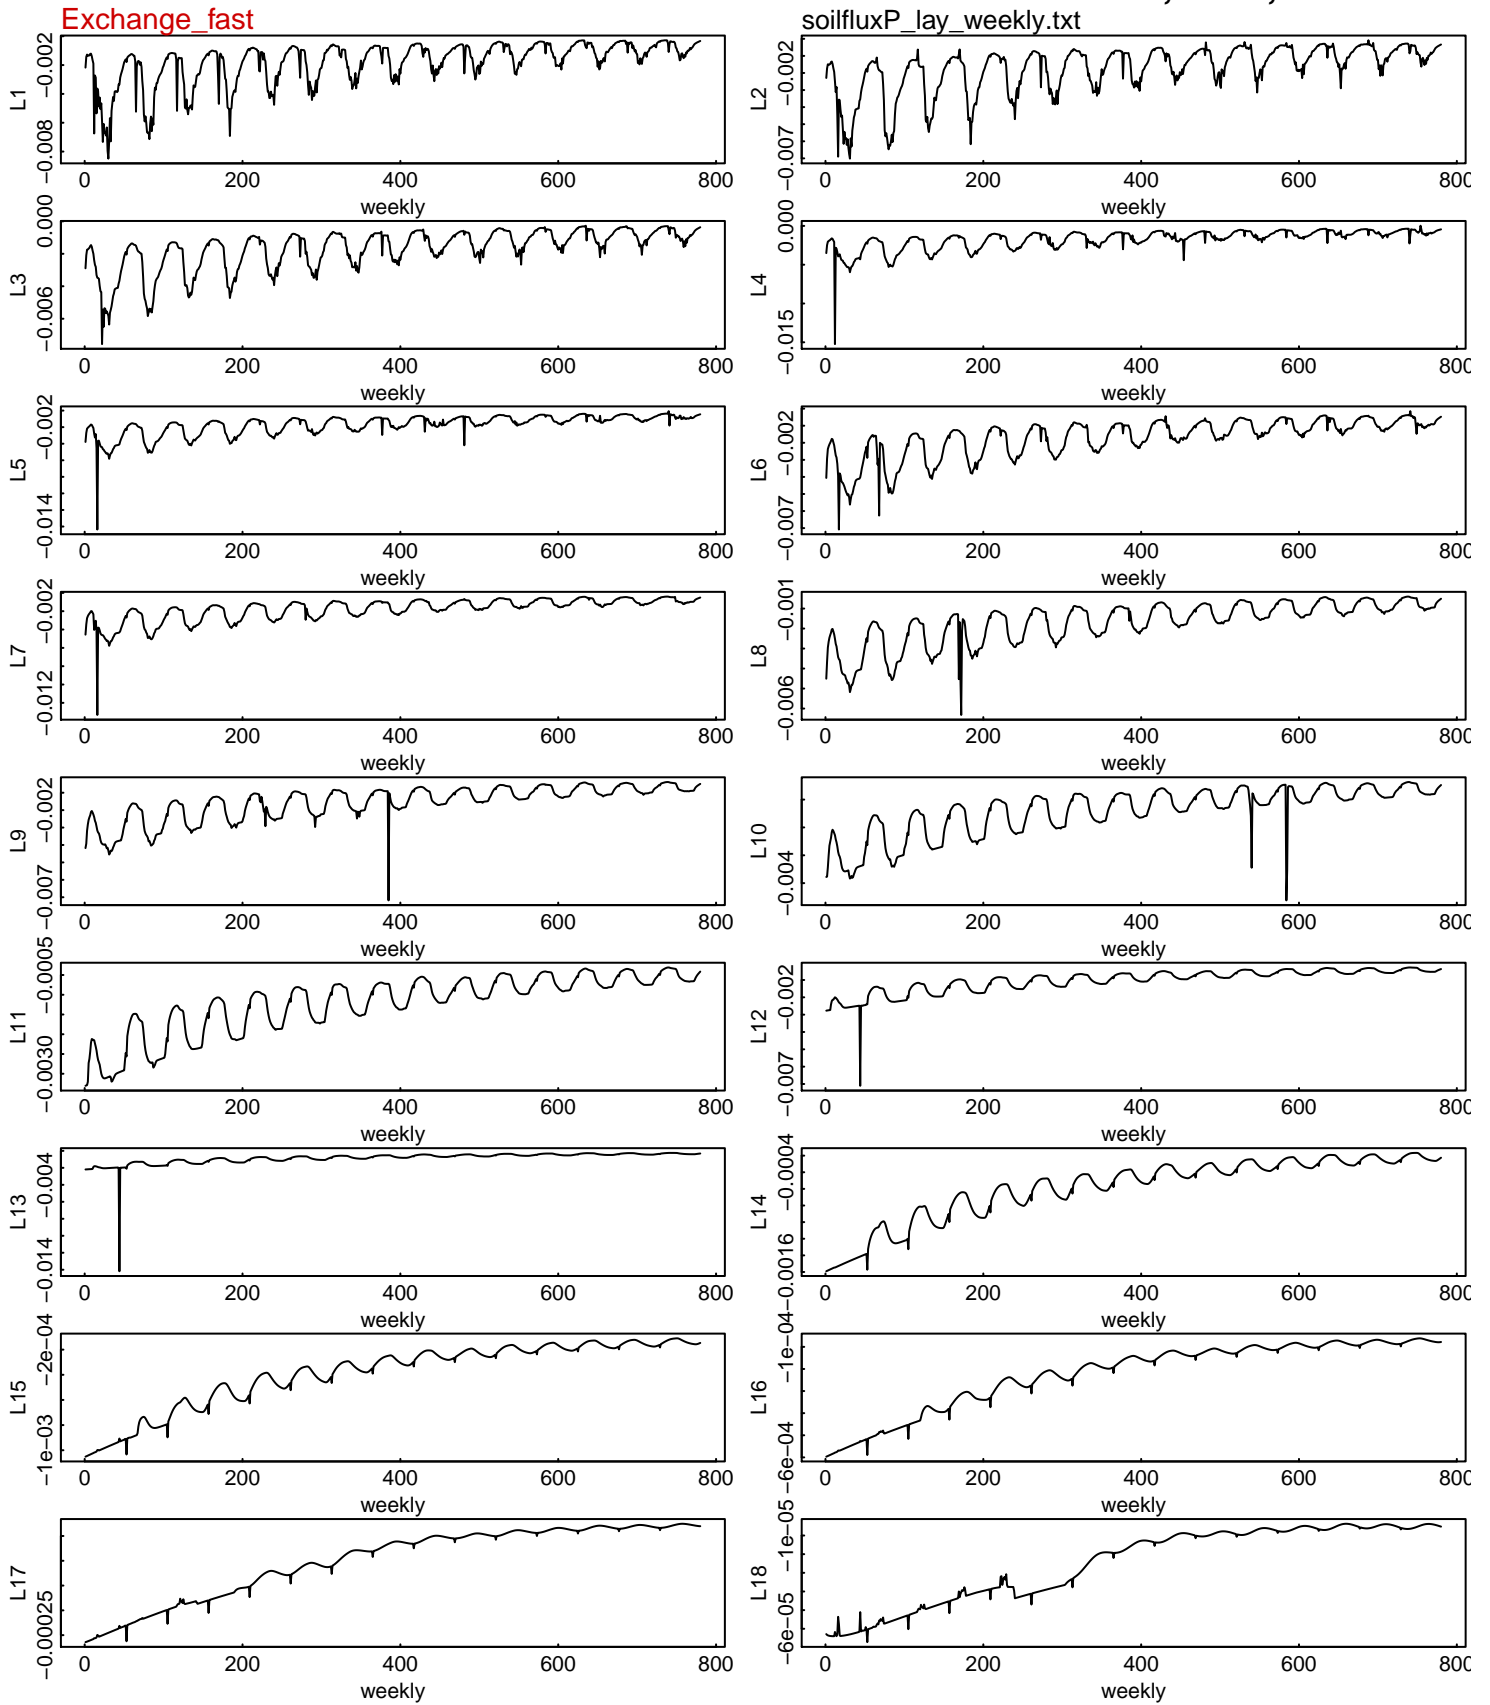 Exchange_fast
soilfluxP_lay_weekly.txt
L1
−0.008
−0.002
0 200 400 600 800
weekly
L2
−0.007
−0.002
0 200 400 600 800
weekly
L3
−0.006
0.000
0 200 400 600 800
weekly
L4
−0.015
0.000
0 200 400 600 800
weekly
L5
−0.014
−0.002
0 200 400 600 800
weekly
L6
−0.007
−0.002
0 200 400 600 800
weekly
L7
−0.012
−0.002
0 200 400 600 800
weekly
L8
−0.006
−0.001
0 200 400 600 800
weekly
L9
−0.007
−0.002
0 200 400 600 800
weekly
L10
−0.004
0 200 400 600 800
weekly
L11
−0.0030
−0.0005
0 200 400 600 800
weekly
L12
−0.007
−0.002
0 200 400 600 800
weekly
L13
−0.014
−0.004
0 200 400 600 800
weekly
L14
−0.0016
−0.0004
0 200 400 600 800
weekly
L15
−1e−03
−2e−04
0 200 400 600 800
weekly
L16
−6e−04
−1e−04
0 200 400 600 800
weekly
L17
−0.00025
0 200 400 600 800
weekly
L18
−6e−05
−1e−05
0 200 400 600 800
weekly